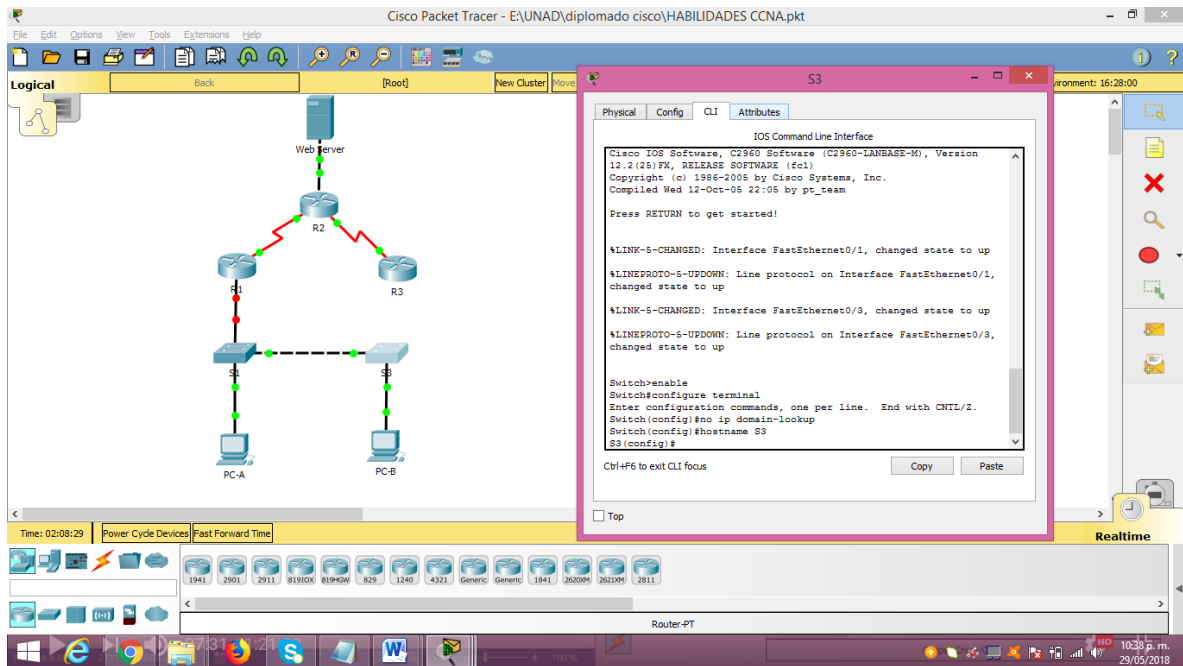 Cisco Packet Tracer - E:\UNAD\diplomado cisco\HABILIDADES CCNA.pkt
File Edit Options View Tools Extensions Help
Logical Back [Root] New Cluster Move
Web Server
R2
R1
R3
S1
S3
PC-A
PC-B
S3
Physical Config CLI Attributes
IOS Command Line Interface
Cisco IOS Software, C2960 Software (C2960-LANBASE-M), Version
12.2(25)FX, RELEASE SOFTWARE (fc1)
Copyright (c) 1986-2005 by Cisco Systems, Inc.
Compiled Wed 12-Oct-05 22:05 by pt_team
Press RETURN to get started!
%LINK-5-CHANGED: Interface FastEthernet0/1, changed state to up
%LINEPROTO-5-UPDOWN: Line protocol on Interface FastEthernet0/1,
changed state to up
%LINK-5-CHANGED: Interface FastEthernet0/3, changed state to up
%LINEPROTO-5-UPDOWN: Line protocol on Interface FastEthernet0/3,
changed state to up
Switch>enable
Switch#configure terminal
Enter configuration commands, one per line. End with CNTL/Z.
Switch(config)#no ip domain-lookup
Switch(config)#hostname S3
S3(config)#
Ctrl+F6 to exit CLI focus Copy Paste
Top
vironment: 16:28:00
Time: 02:08:29 Power Cycle Devices Fast Forward Time Realtime
1941 2901 2911 819IOX 819HGW 829 1240 4321 Generic Generic 1841 2620XM 2621XM 2811
Router-PT
100 %
HD
10:38 p. m.
29/05/2018